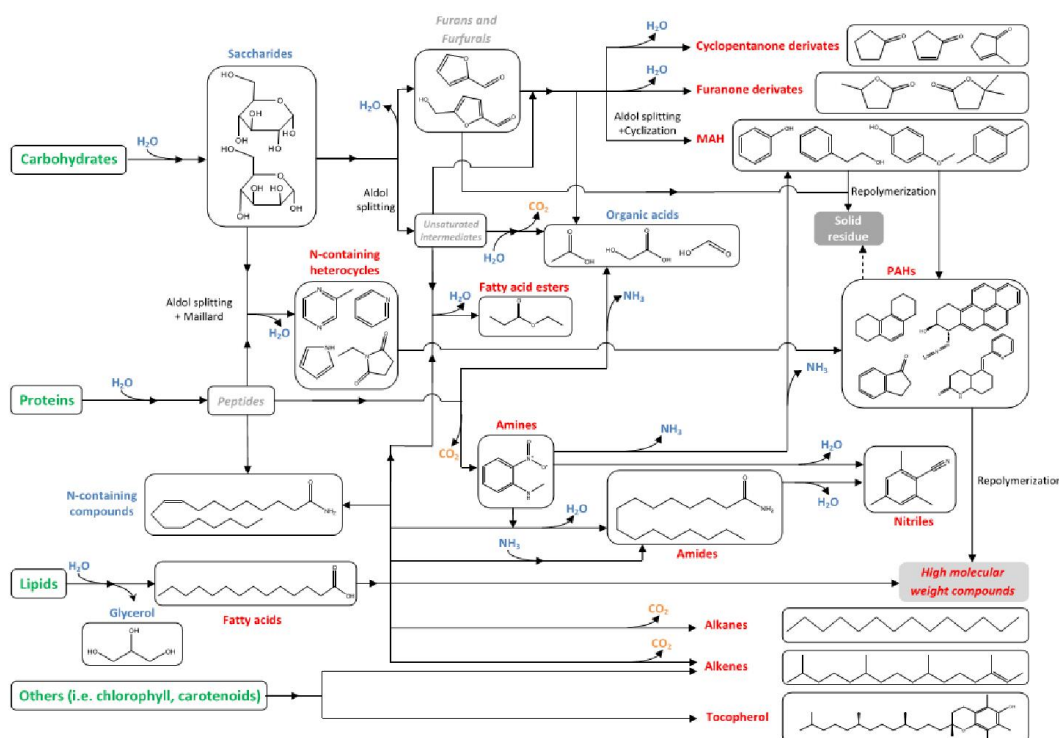 Furans and
Furfurals
Saccharides
H₂O
Cyclopentanone derivates
H₂O
Furanone derivates
H₂O
H₂O
Carbohydrates
Aldol splitting
+Cyclization
MAH
Aldol
splitting
Repolymerization
Unsaturated
intermediates
CO₂
H₂O
Organic acids
Solid
residue
N-containing
heterocycles
PAHs
Aldol splitting
+ Maillard
H₂O
H₂O
Fatty acid esters
NH₃
Proteins
H₂O
Peptides
NH₃
CO₂
Amines
NH₃
H₂O
N-containing
compounds
H₂O
H₂O
Nitriles
Repolymerization
NH₃
Amides
Lipids
H₂O
Glycerol
Fatty acids
High molecular
weight compounds
CO₂
Alkanes
CO₂
Alkenes
Others (i.e. chlorophyll, carotenoids)
Tocopherol